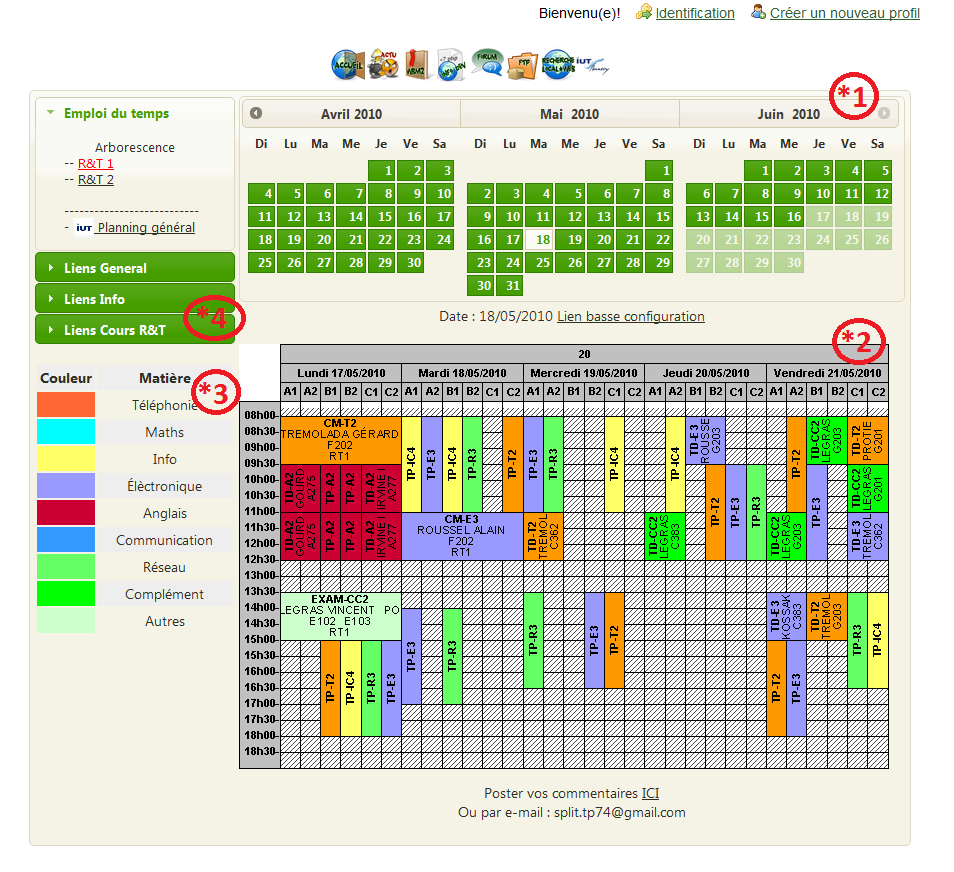 Bienvenu(e)! Identification Créer un nouveau profil
ACCUEIL ACTU WBM2 FORUM FTP RECHERCHE LOCAL&WEB IUT
*1
Emploi du temps
Arborescence
-- R&T 1
-- R&T 2
------------------------
- IUT Planning général
Liens General
Liens Info
Liens Cours R&T
*4
Avril 2010 Mai 2010 Juin 2010
Di Lu Ma Me Je Ve Sa Di Lu Ma Me Je Ve Sa Di Lu Ma Me Je Ve Sa
1 2 3 1 1 2 3 4 5
4 5 6 7 8 9 10 2 3 4 5 6 7 8 6 7 8 9 10 11 12
11 12 13 14 15 16 17 9 10 11 12 13 14 15 13 14 15 16 17 18 19
18 19 20 21 22 23 24 16 17 18 19 20 21 22 20 21 22 23 24 25 26
25 26 27 28 29 30 23 24 25 26 27 28 29 27 28 29 30
30 31
Date : 18/05/2010 Lien basse configuration
*2
Couleur Matière
*3
Téléphonie
Maths
Info
Élèctronique
Anglais
Communication
Réseau
Complément
Autres
20
Lundi 17/05/2010 Mardi 18/05/2010 Mercredi 19/05/2010 Jeudi 20/05/2010 Vendredi 21/05/2010
A1 A2 B1 B2 C1 C2 A1 A2 B1 B2 C1 C2 A1 A2 B1 B2 C1 C2 A1 A2 B1 B2 C1 C2 A1 A2 B1 B2 C1 C2
08h00
08h30
09h00
09h30
10h00
10h30
11h00
11h30
12h00
12h30
13h00
13h30
14h00
14h30
15h00
15h30
16h00
16h30
17h00
17h30
18h00
18h30
CM-T2
TREMOLADA GÉRARD
F202
RT1
TD-A2
GOURD
A275
TP-A2
TP-A2
TD-A2
IRVINE I
A277
TD-A2
GOURD
A275
TP-A2
TP-A2
TD-A2
IRVINE I
A277
EXAM-CC2
LEGRAS VINCENT PO
E102 E103
RT1
TP-T2
TP-IC4
TP-R3
TP-E3
TP-IC4
TP-E3
TP-IC4
TP-R3
TP-T2
CM-E3
ROUSSEL ALAIN
F202
RT1
TP-E3
TP-R3
TP-E3
TP-R3
TP-IC4
TD-T2
TREMOL
C362
TP-R3
TP-E3
TP-T2
TP-IC4
TD-E3
ROUSSE
G203
TD-CC2
LEGRAS
C383
TP-T2
TP-E3
TP-R3
TP-T2
TD-CC2
LEGRAS
G203
TD-T2
PROTIE
G201
TP-E3
TD-CC2
LEGRAS
G201
TD-CC2
LEGRAS
G203
TD-E3
TREMOL
C362
TD-E3
KOSSAK
C383
TD-T2
TREMOL
G203
TP-R3
TP-IC4
TP-T2
TP-E3
Poster vos commentaires ICI
Ou par e-mail : split.tp74@gmail.com